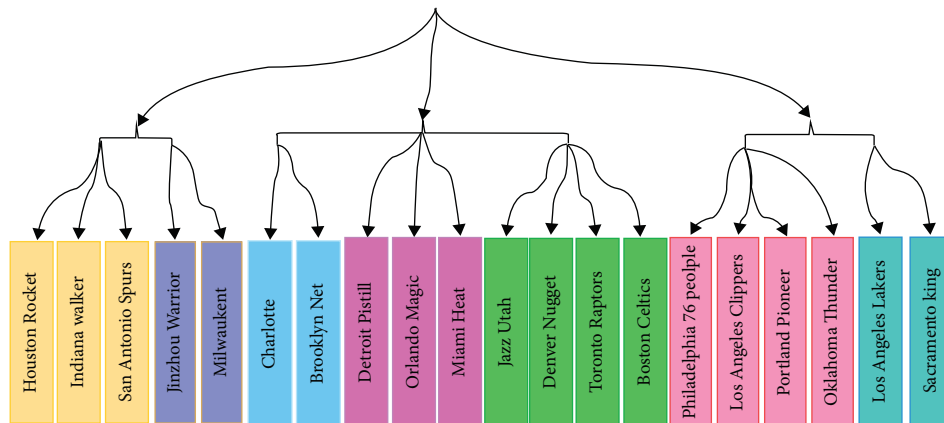 Houston Rocket
Indiana walker
San Antonio Spurs
Jinzhou Warrior
Milwaukent
Charlotte
Brooklyn Net
Detroit Pistill
Orlando Magic
Miami Heat
Jazz Utah
Denver Nugget
Toronto Raptors
Boston Celtics
Philadelphia 76 peolple
Los Angeles Clippers
Portland Pioneer
Oklahoma Thunder
Los Angeles Lakers
Sacramento king